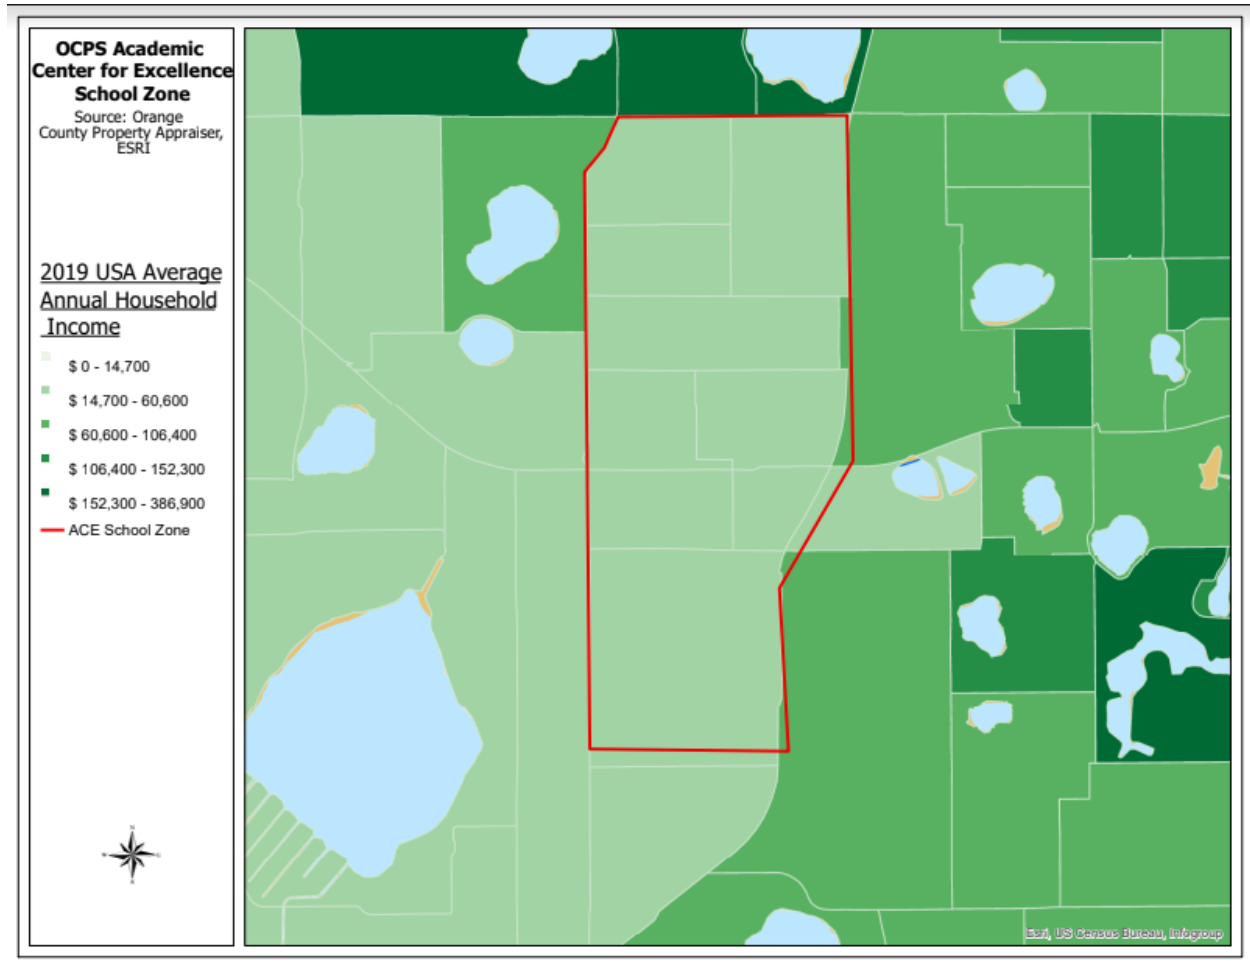 OCPS Academic
Center for Excellence
School Zone
Source: Orange
County Property Appraiser,
ESRI
2019 USA Average
Annual Household
Income
$ 0 - 14,700
$ 14,700 - 60,600
$ 60,600 - 106,400
$ 106,400 - 152,300
$ 152,300 - 386,900
ACE School Zone
N
Esri, US Census Bureau, Infogroup